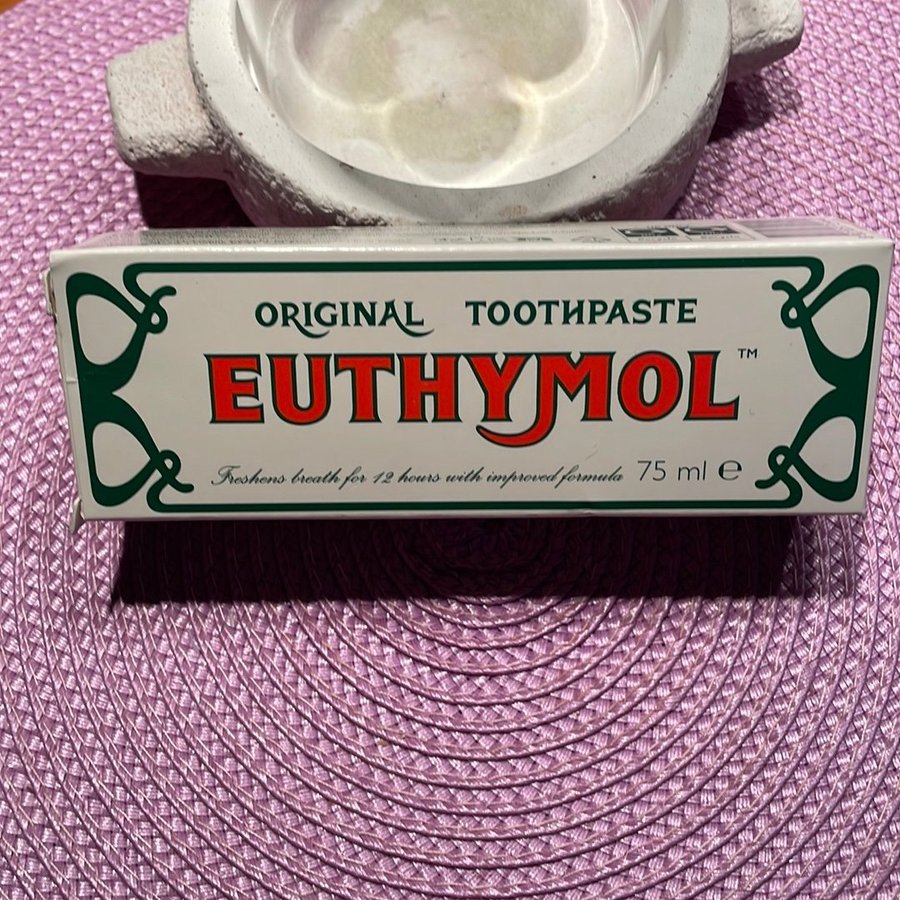 ORIGINAL TOOTHPASTE
EUTHYMOL™
Freshens breath for 12 hours with improved formula 75 ml ℮